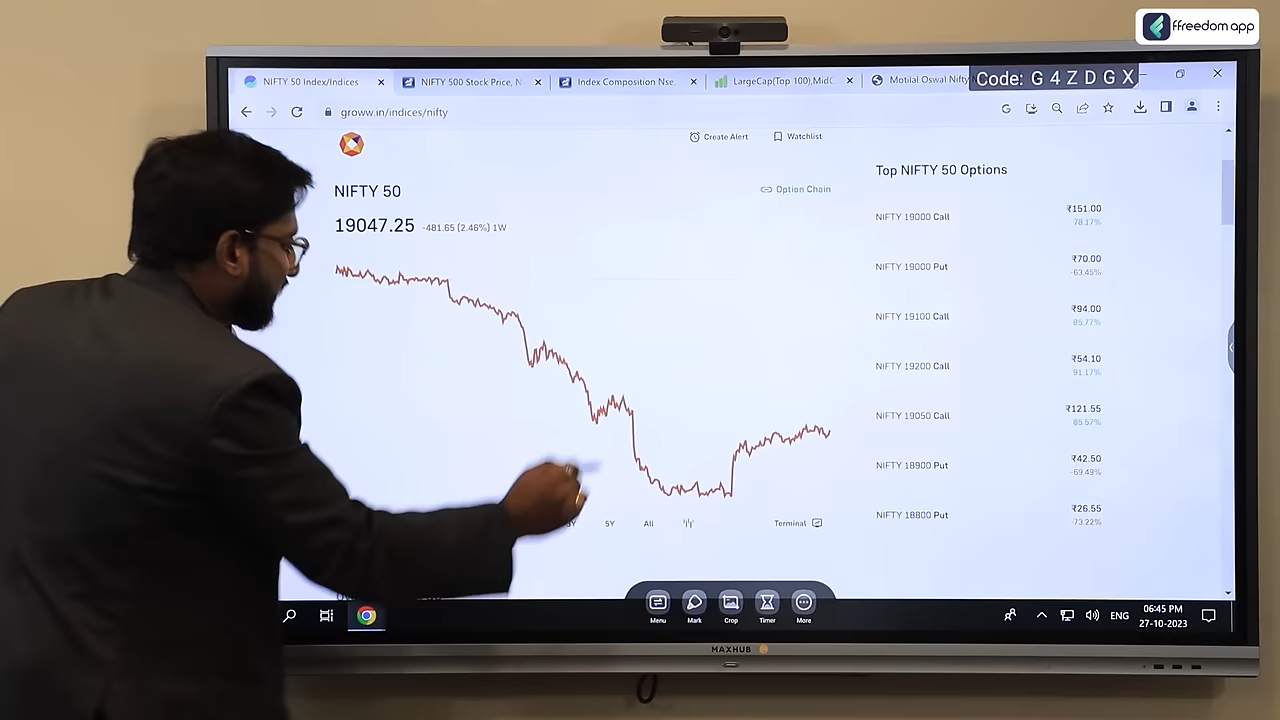 ffreedom app
NIFTY 50 Index/Indices
NIFTY 500 Stock Price, N
Index Composition Nse
LargeCap(Top 100),MidC
Motilal Oswal Nifty
Code: G 4 Z D G X
groww.in/indices/nifty
Create Alert
Watchlist
NIFTY 50
Option Chain
19047.25 -481.65 (2.46%) 1W
5Y
All
Terminal
Top NIFTY 50 Options
NIFTY 19000 Call ₹151.00
78.17%
NIFTY 19000 Put ₹70.00
-63.45%
NIFTY 19100 Call ₹94.00
85.77%
NIFTY 19200 Call ₹54.10
91.17%
NIFTY 19050 Call ₹121.55
85.57%
NIFTY 18900 Put ₹42.50
-69.49%
NIFTY 18800 Put ₹26.55
-73.22%
Menu
Mark
Crop
Timer
More
ENG
06:45 PM
27-10-2023
MAXHUB